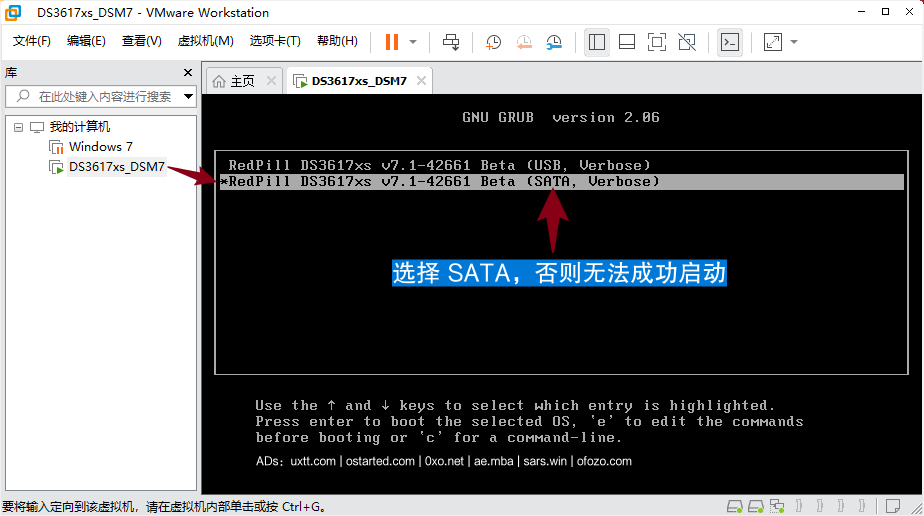 DS3617xs_DSM7 - VMware Workstation
文件(F) 编辑(E) 查看(V) 虚拟机(M) 选项卡(T) 帮助(H)
库
在此处键入内容进行搜索
主页
DS3617xs_DSM7
我的计算机
Windows 7
DS3617xs_DSM7
GNU GRUB version 2.06
RedPill DS3617xs v7.1-42661 Beta (USB, Verbose)
*RedPill DS3617xs v7.1-42661 Beta (SATA, Verbose)
选择 SATA，否则无法成功启动
Use the ↑ and ↓ keys to select which entry is highlighted.
Press enter to boot the selected OS, `e' to edit the commands
before booting or `c' for a command-line.
ADs：uxtt.com | ostarted.com | 0xo.net | ae.mba | sars.win | ofozo.com
要将输入定向到该虚拟机，请在虚拟机内部单击或按 Ctrl+G。